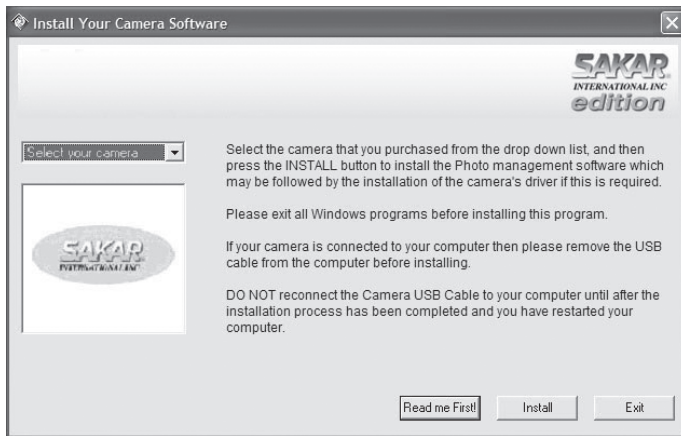 Install Your Camera Software
SAKAR
INTERNATIONAL INC
edition
Select your camera
Select the camera that you purchased from the drop down list, and then
press the INSTALL button to install the Photo management software which
may be followed by the installation of the camera's driver if this is required.
Please exit all Windows programs before installing this program.
If your camera is connected to your computer then please remove the USB
cable from the computer before installing.
DO NOT reconnect the Camera USB Cable to your computer until after the
installation process has been completed and you have restarted your
computer.
SAKAR
INTERNATIONAL INC
Read me First!
Install
Exit